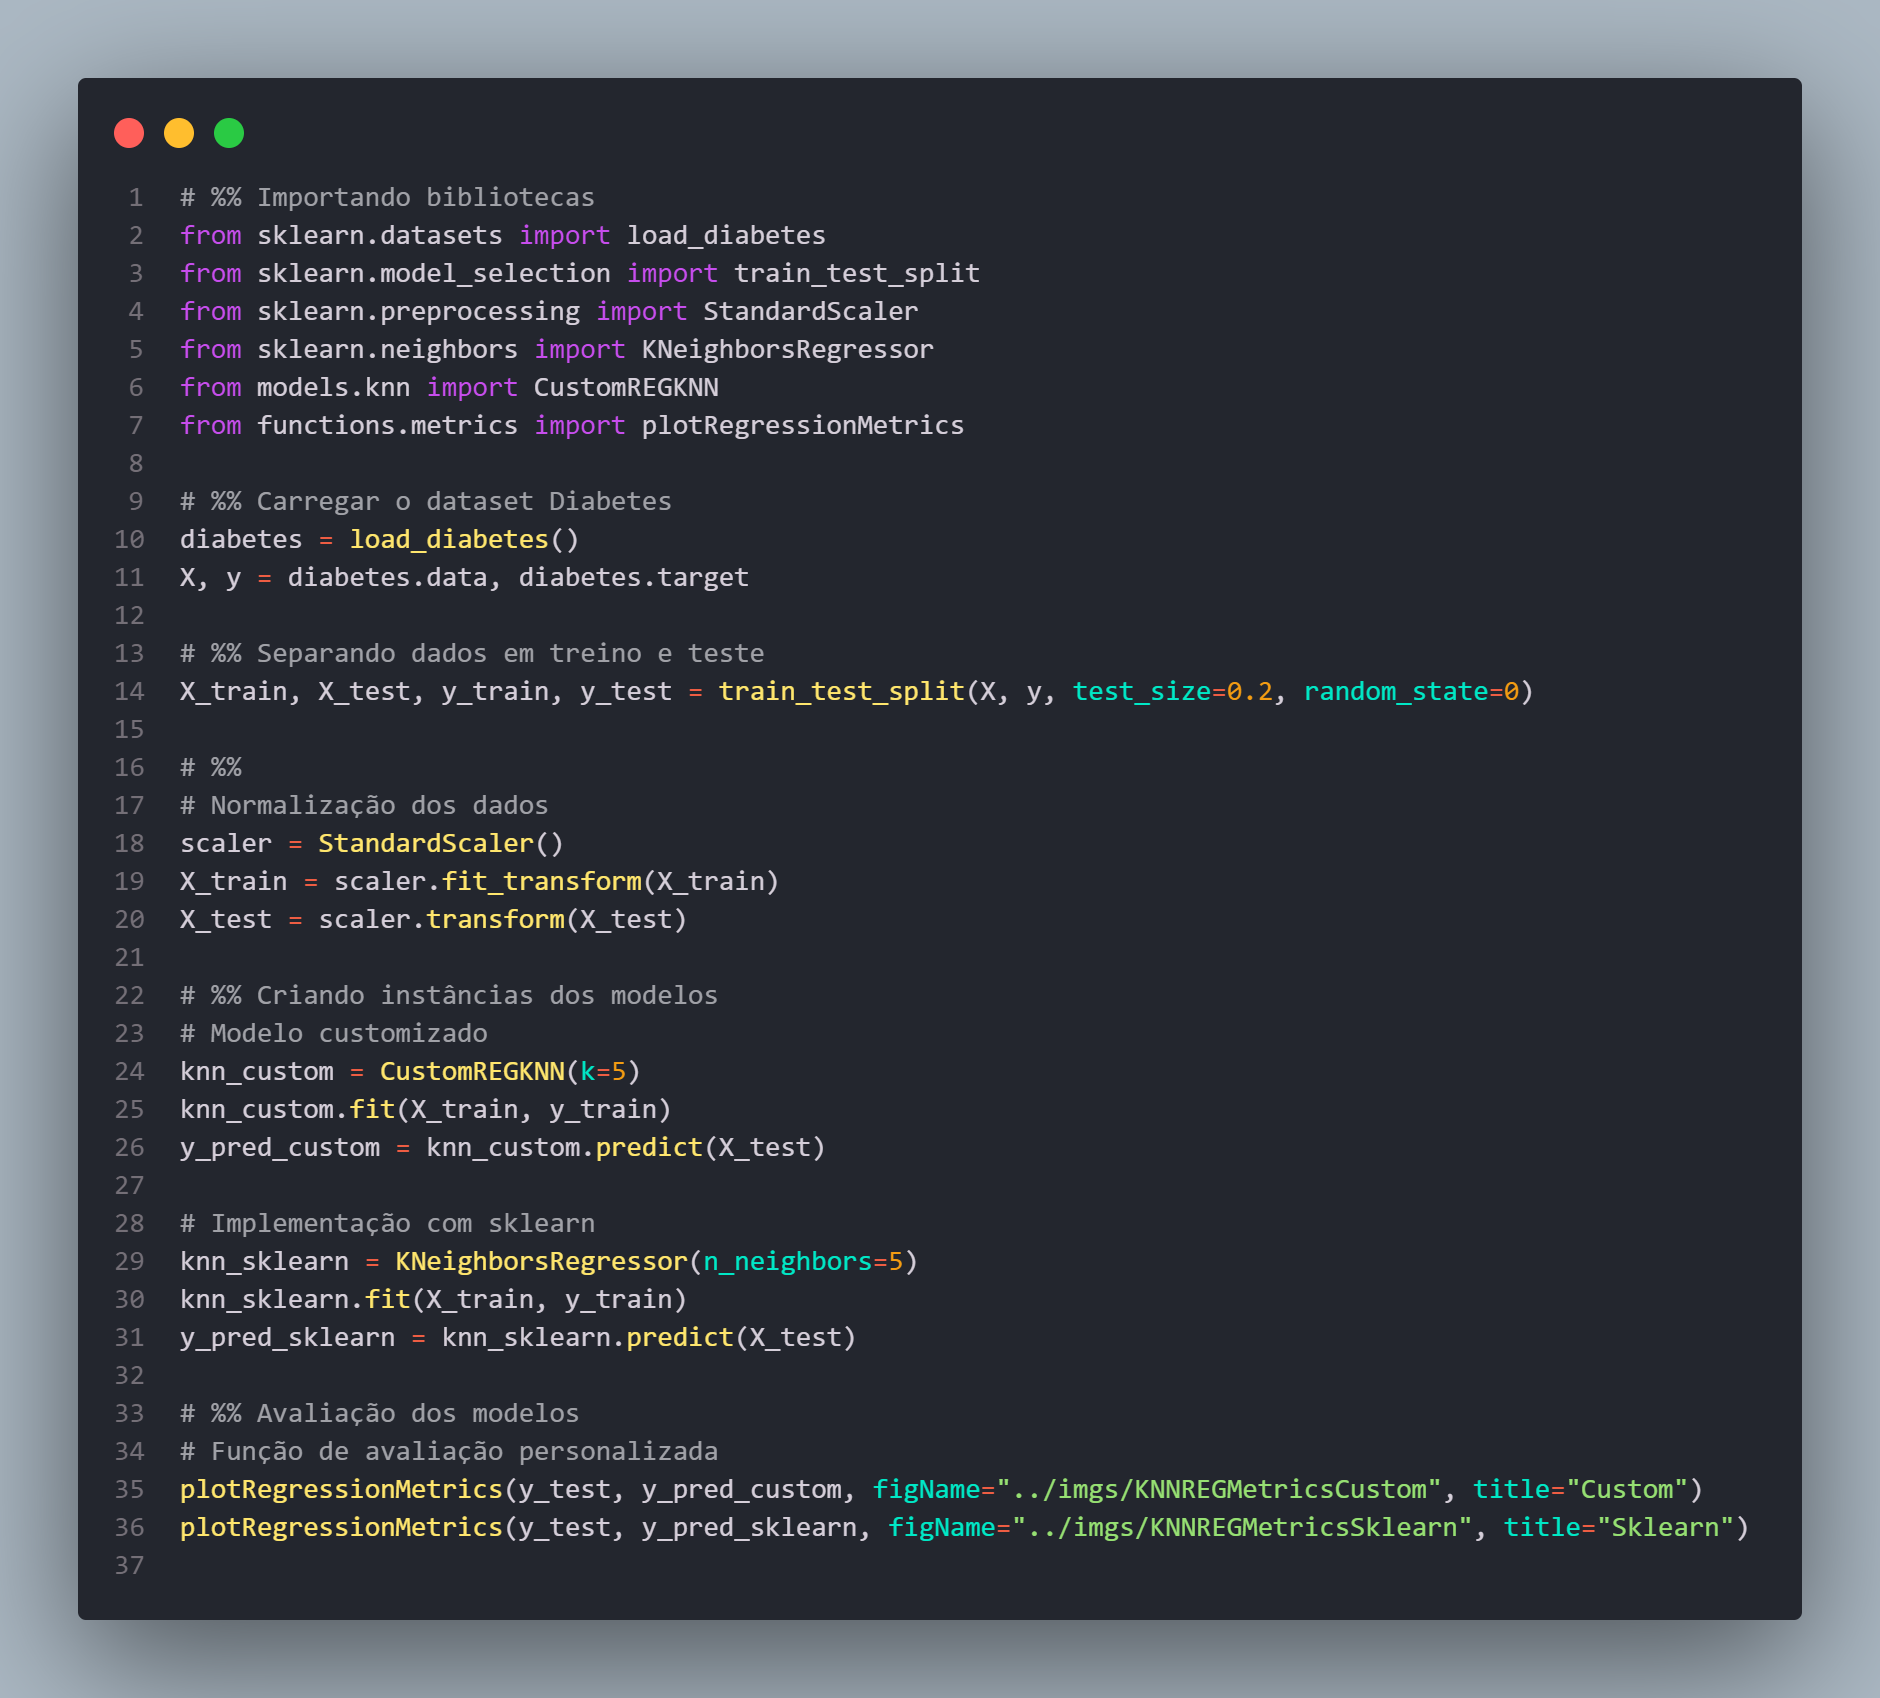 1 # %% Importando bibliotecas
2 from sklearn.datasets import load_diabetes
3 from sklearn.model_selection import train_test_split
4 from sklearn.preprocessing import StandardScaler
5 from sklearn.neighbors import KNeighborsRegressor
6 from models.knn import CustomREGKNN
7 from functions.metrics import plotRegressionMetrics
8
9 # %% Carregar o dataset Diabetes
10 diabetes = load_diabetes()
11 X, y = diabetes.data, diabetes.target
12
13 # %% Separando dados em treino e teste
14 X_train, X_test, y_train, y_test = train_test_split(X, y, test_size=0.2, random_state=0)
15
16 # %%
17 # Normalização dos dados
18 scaler = StandardScaler()
19 X_train = scaler.fit_transform(X_train)
20 X_test = scaler.transform(X_test)
21
22 # %% Criando instâncias dos modelos
23 # Modelo customizado
24 knn_custom = CustomREGKNN(k=5)
25 knn_custom.fit(X_train, y_train)
26 y_pred_custom = knn_custom.predict(X_test)
27
28 # Implementação com sklearn
29 knn_sklearn = KNeighborsRegressor(n_neighbors=5)
30 knn_sklearn.fit(X_train, y_train)
31 y_pred_sklearn = knn_sklearn.predict(X_test)
32
33 # %% Avaliação dos modelos
34 # Função de avaliação personalizada
35 plotRegressionMetrics(y_test, y_pred_custom, figName="../imgs/KNNREGMetricsCustom", title="Custom")
36 plotRegressionMetrics(y_test, y_pred_sklearn, figName="../imgs/KNNREGMetricsSklearn", title="Sklearn")
37